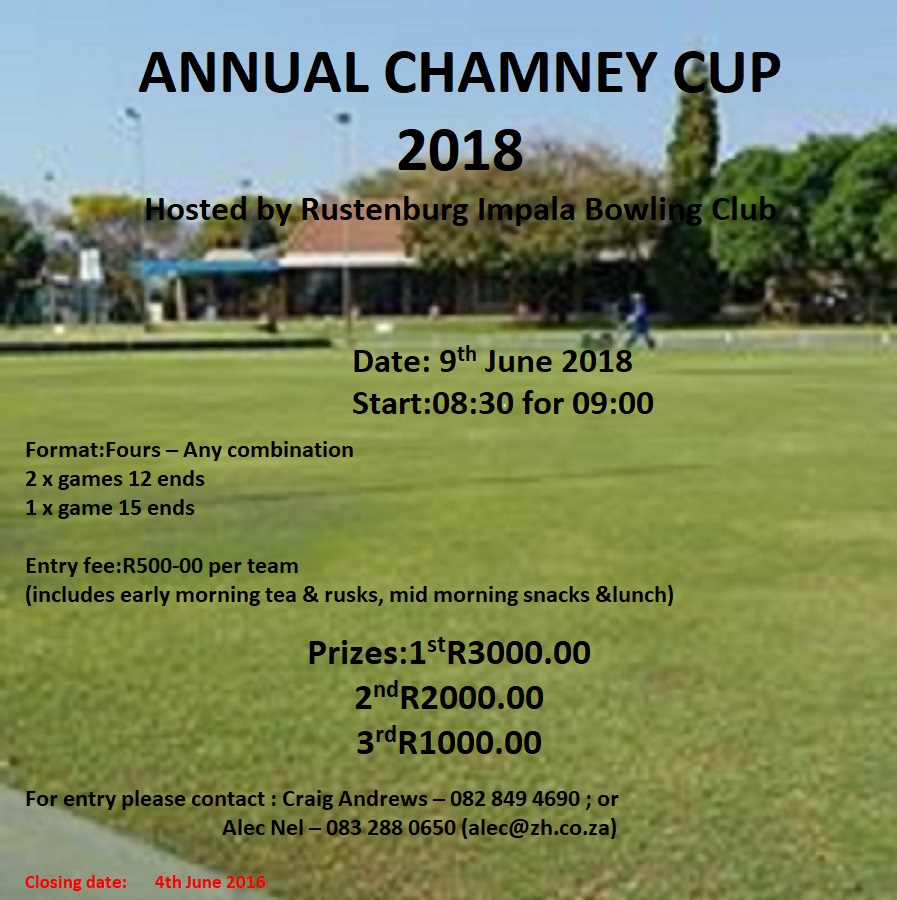 ANNUAL CHAMNEY CUP
2018
Hosted by Rustenburg Impala Bowling Club
Date: 9th June 2018
Start:08:30 for 09:00
Format:Fours – Any combination
2 x games 12 ends
1 x game 15 ends
Entry fee:R500-00 per team
(includes early morning tea & rusks, mid morning snacks &lunch)
Prizes:1stR3000.00
2ndR2000.00
3rdR1000.00
For entry please contact : Craig Andrews – 082 849 4690 ; or
Alec Nel – 083 288 0650 (alec@zh.co.za)
Closing date: 4th June 2016